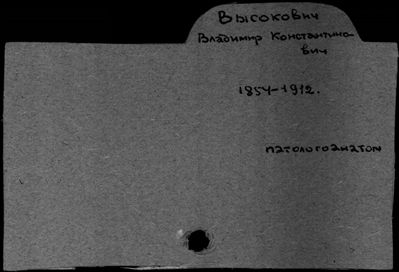 Высокович
Владимир Константино-
вич
1854-1912.
патологоанатом